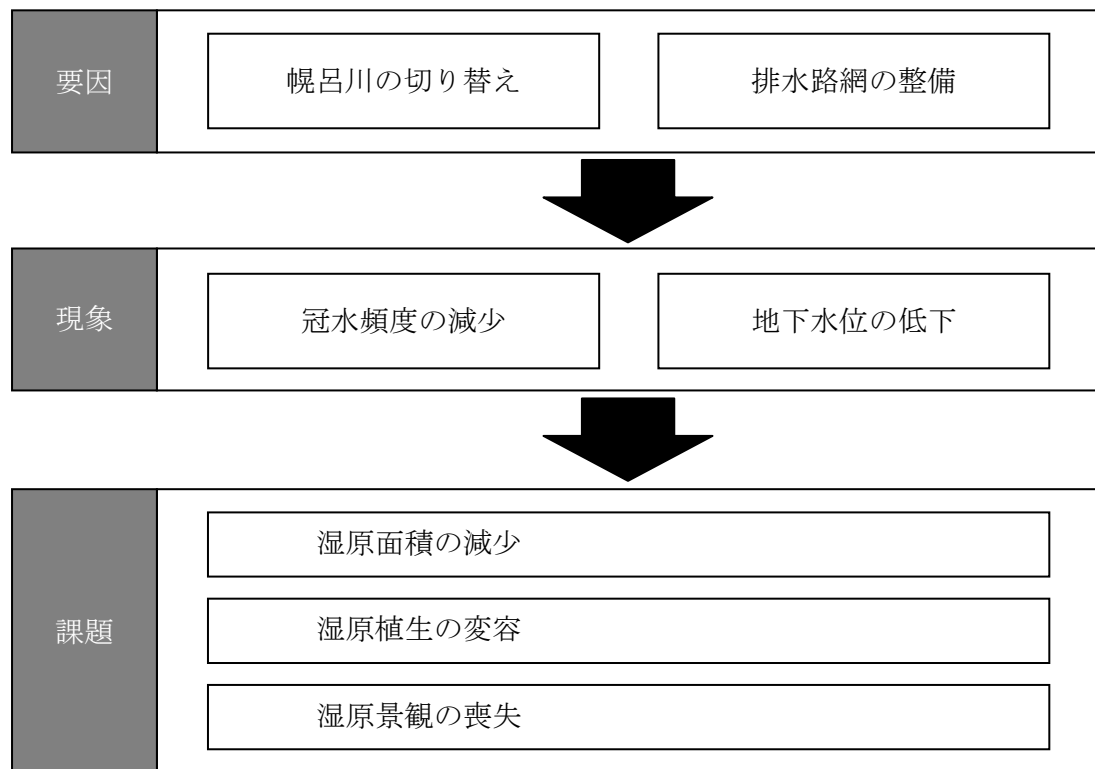 要因
幌呂川の切り替え
排水路網の整備
現象
冠水頻度の減少
地下水位の低下
課題
湿原面積の減少
湿原植生の変容
湿原景観の喪失